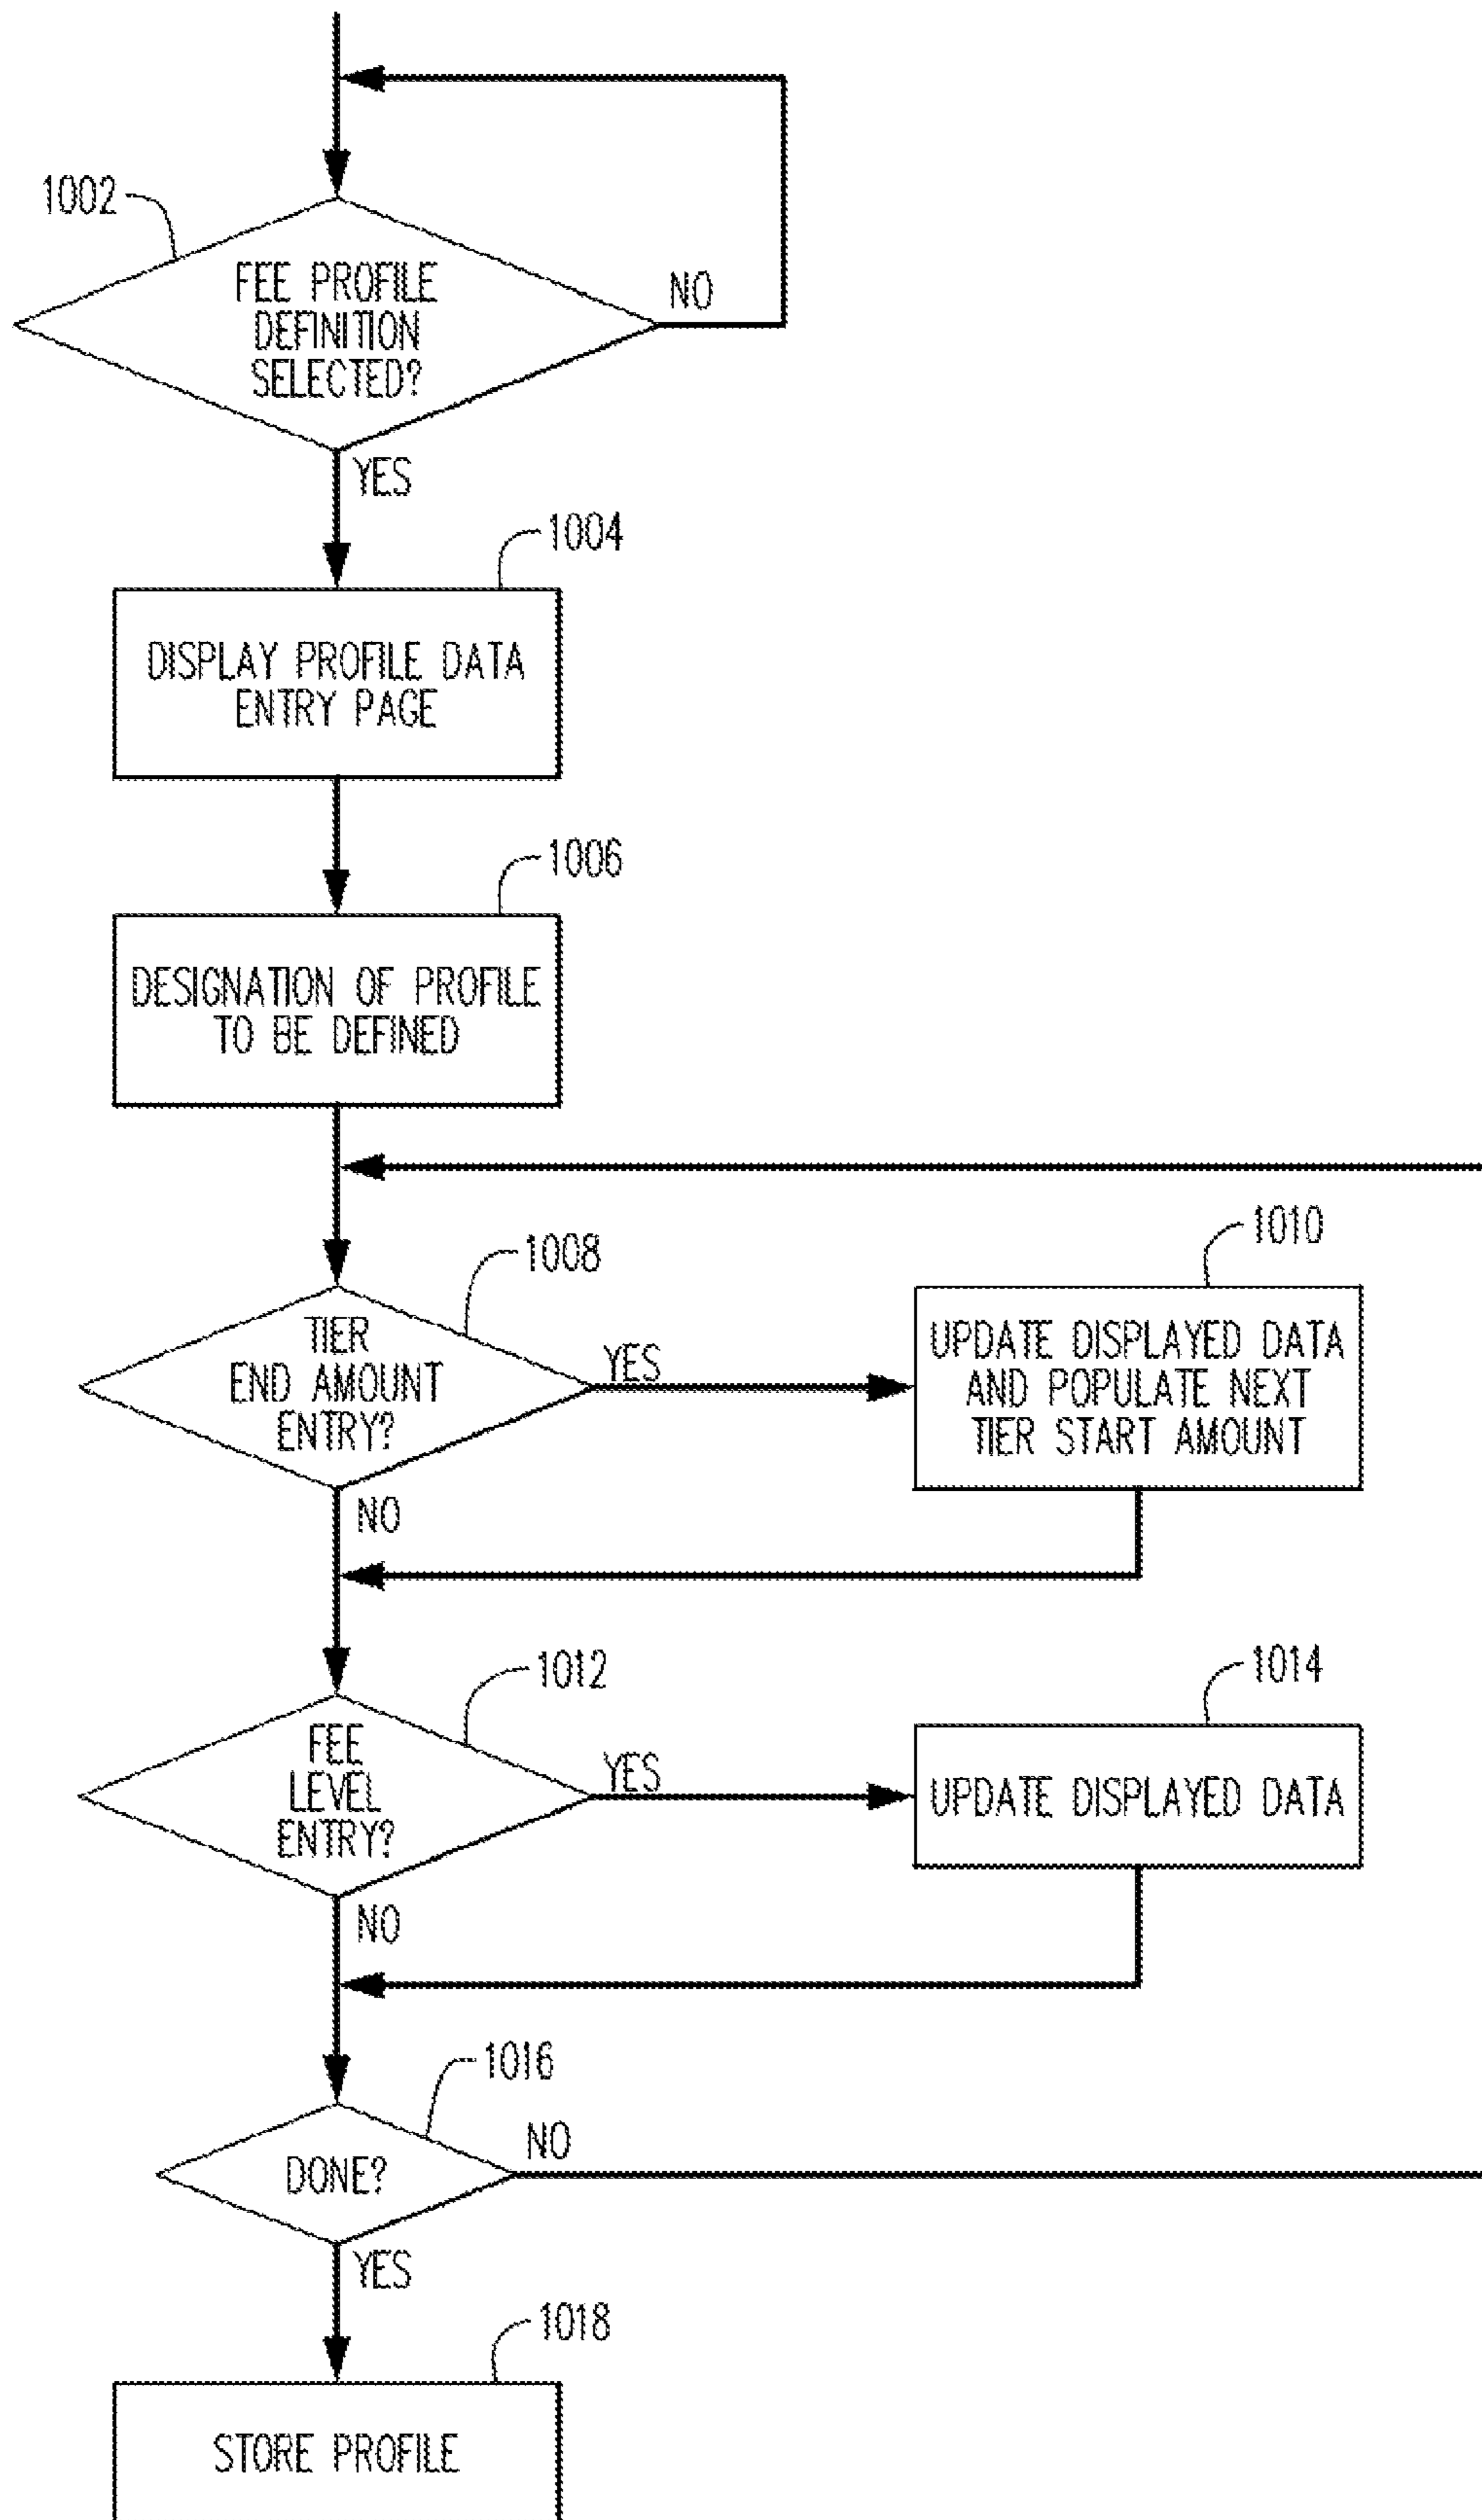 1002
FEE PROFILE
DEFINITION
SELECTED?
NO
YES
1004
DISPLAY PROFILE DATA
ENTRY PAGE
1006
DESIGNATION OF PROFILE
TO BE DEFINED
1008
TIER
END AMOUNT
ENTRY?
YES
1010
UPDATE DISPLAYED DATA
AND POPULATE NEXT
TIER START AMOUNT
NO
1012
FEE
LEVEL
ENTRY?
YES
1014
UPDATE DISPLAYED DATA
NO
1016
DONE?
NO
YES
1018
STORE PROFILE